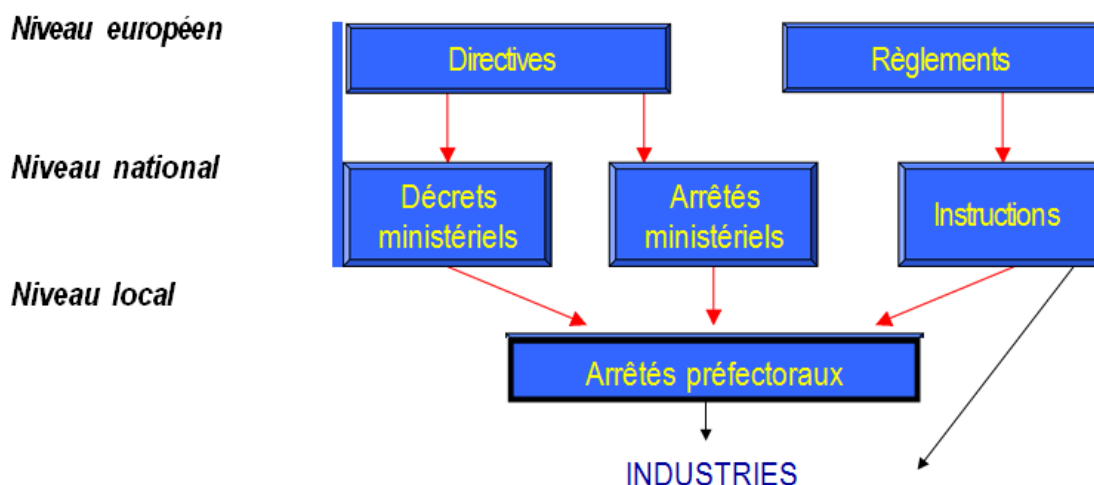 Niveau européen
Directives
Règlements
Niveau national
Décrets
ministériels
Arrêtés
ministériels
Instructions
Niveau local
Arrêtés préfectoraux
INDUSTRIES